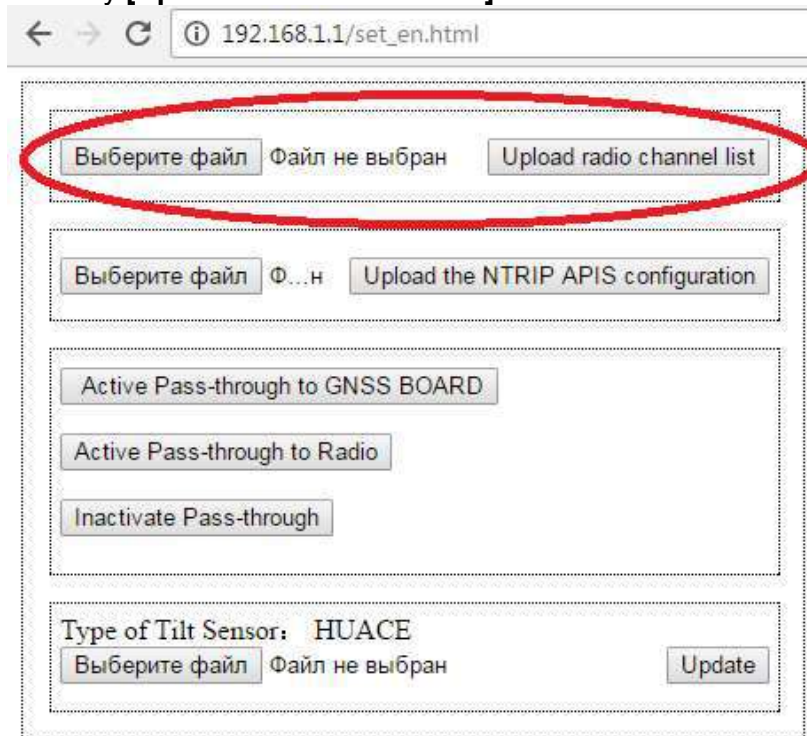 192.168.1.1/set_en.html
Выберите файл Файл не выбран Upload radio channel list
Выберите файл Ф...н Upload the NTRIP APIS configuration
Active Pass-through to GNSS BOARD
Active Pass-through to Radio
Inactivate Pass-through
Type of Tilt Sensor： HUACE
Выберите файл Файл не выбран Update